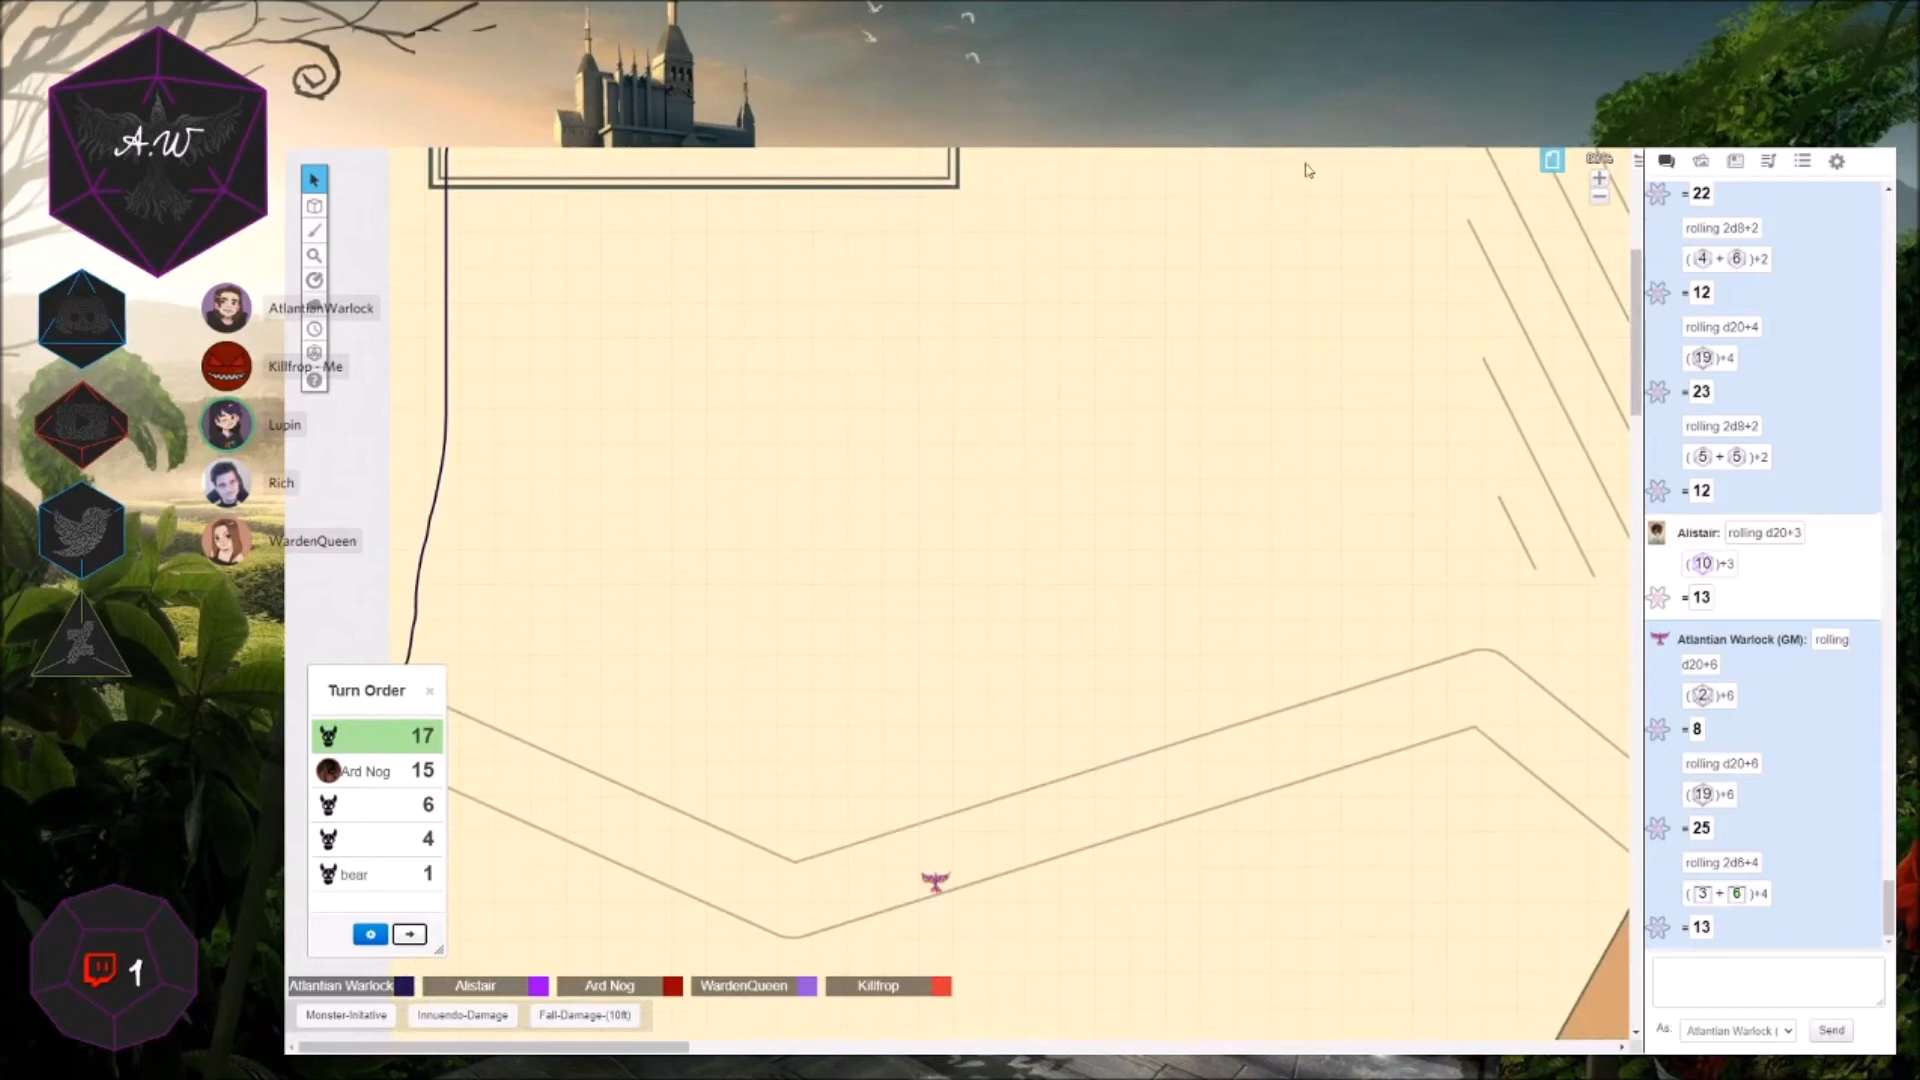 A.W
AtlantianWarlock
Killfrop - Me
Lupin
Rich
WardenQueen
1
Turn Order
×
17
Ard Nog 15
6
4
bear 1
Atlantian Warlock
Alistair
Ard Nog
WardenQueen
Killfrop
Monster-Initative
Innuendo-Damage
Fall-Damage-(10ft)
= 22
rolling 2d8+2
(4 + 6)+2
= 12
rolling d20+4
(19)+4
= 23
rolling 2d8+2
(5 + 5)+2
= 12
Alistair: rolling d20+3
(10)+3
= 13
Atlantian Warlock (GM): rolling
d20+6
(2)+6
= 8
rolling d20+6
(19)+6
= 25
rolling 2d6+4
(3 + 6)+4
= 13
As: Atlantian Warlock (
Send